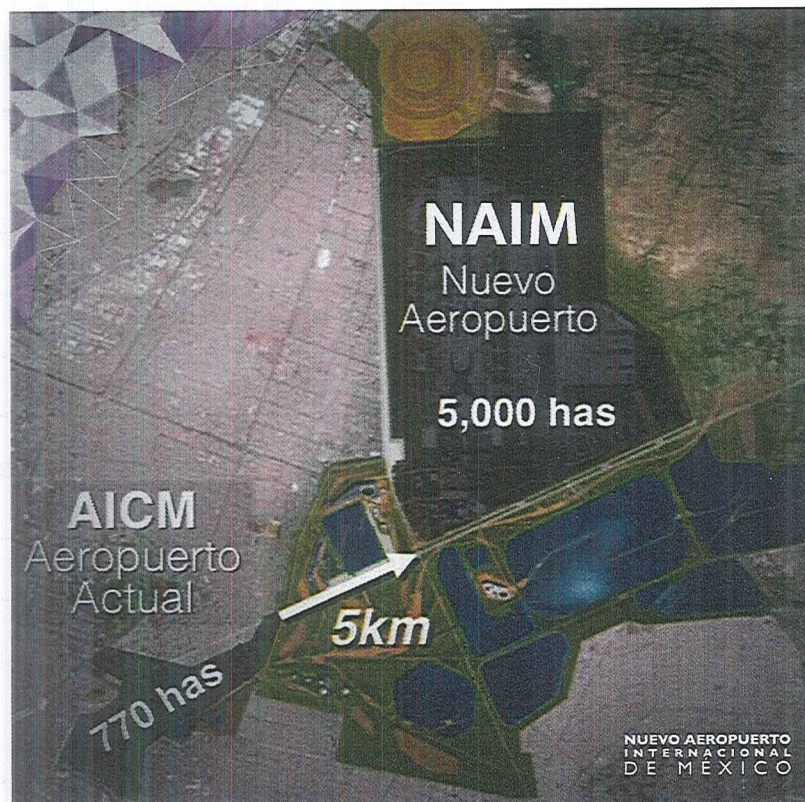 NAIM
Nuevo
Aeropuerto
5,000 has
AICM
Aeropuerto
Actual
5km
770 has
NUEVO AEROPUERTO
INTERNACIONAL
DE MÉXICO